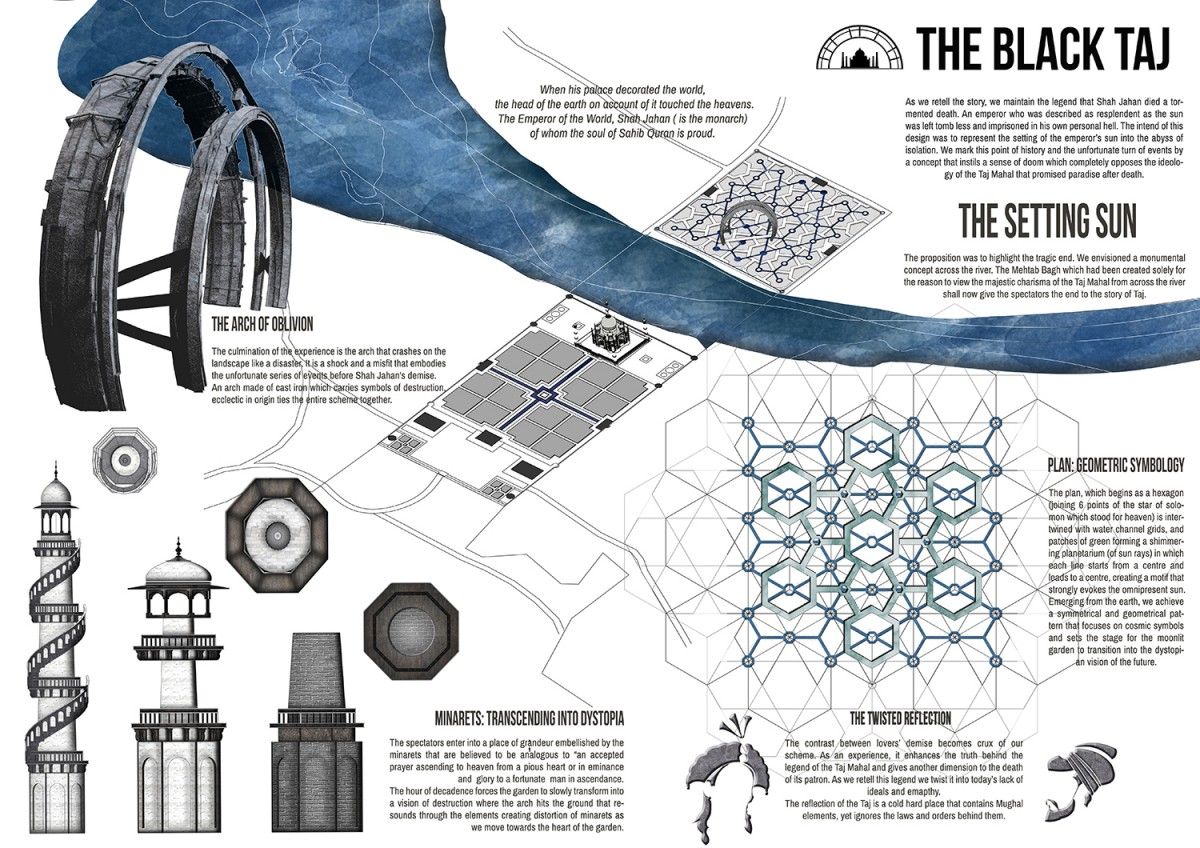 THE BLACK TAJ
As we retell the story, we maintain the legend that Shah Jahan died a tor-
mented death. An emperor who was described as resplendent as the sun
was left tomb less and imprisoned in his own personal hell. The intend of this
design was to represent the setting of the emperor's sun into the abyss of
isolation. We mark this point of history and the unfortunate turn of events by
a concept that instils a sense of doom which completely opposes the ideolo-
gy of the Taj Mahal that promised paradise after death.
When his palace decorated the world,
the head of the earth on account of it touched the heavens.
The Emperor of the World, Shah Jahan ( is the monarch)
of whom the soul of Sahib Quran is proud.
THE SETTING SUN
The proposition was to highlight the tragic end. We envisioned a monumental
concept across the river. The Mehtab Bagh which had been created solely for
the reason to view the majestic charisma of the Taj Mahal from across the river
shall now give the spectators the end to the story of Taj.
THE ARCH OF OBLIVION
The culmination of the experience is the arch that crashes on the
landscape like a disaster. it is a shock and a misfit that embodies
the unfortunate series of events before Shah Jahan's demise.
An arch made of cast iron which carries symbols of destruction,
ecclectic in origin ties the entire scheme together.
PLAN: GEOMETRIC SYMBOLOGY
The plan, which begins as a hexagon
(joining 6 points of the star of solo-
mon which stood for heaven) is inter-
twined with water channel grids, and
patches of green forming a shimmer-
ing planetarium (of sun rays) in which
each line starts from a centre and
leads to a centre, creating a motif that
strongly evokes the omnipresent sun.
Emerging from the earth, we achieve
a symmetrical and geometrical pat-
tern that focuses on cosmic symbols
and sets the stage for the moonlit
garden to transition into the dystopi-
an vision of the future.
MINARETS: TRANSCENDING INTO DYSTOPIA
The spectators enter into a place of grandeur embellished by the
minarets that are believed to be analogous to "an accepted
prayer ascending to heaven from a pious heart or in eminance
and glory to a fortunate man in ascendance.
The hour of decadence forces the garden to slowly transform into
a vision of destruction where the arch hits the ground that re-
sounds through the elements creating distortion of minarets as
we move towards the heart of the garden.
THE TWISTED REFLECTION
The contrast between lovers' demise becomes crux of our
scheme. As an experience, it enhances the truth behind the
legend of the Taj Mahal and gives another dimension to the death
of its patron. As we retell this legend we twist it into today's lack of
ideals and emapthy.
The reflection of the Taj is a cold hard place that contains Mughal
elements, yet ignores the laws and orders behind them.